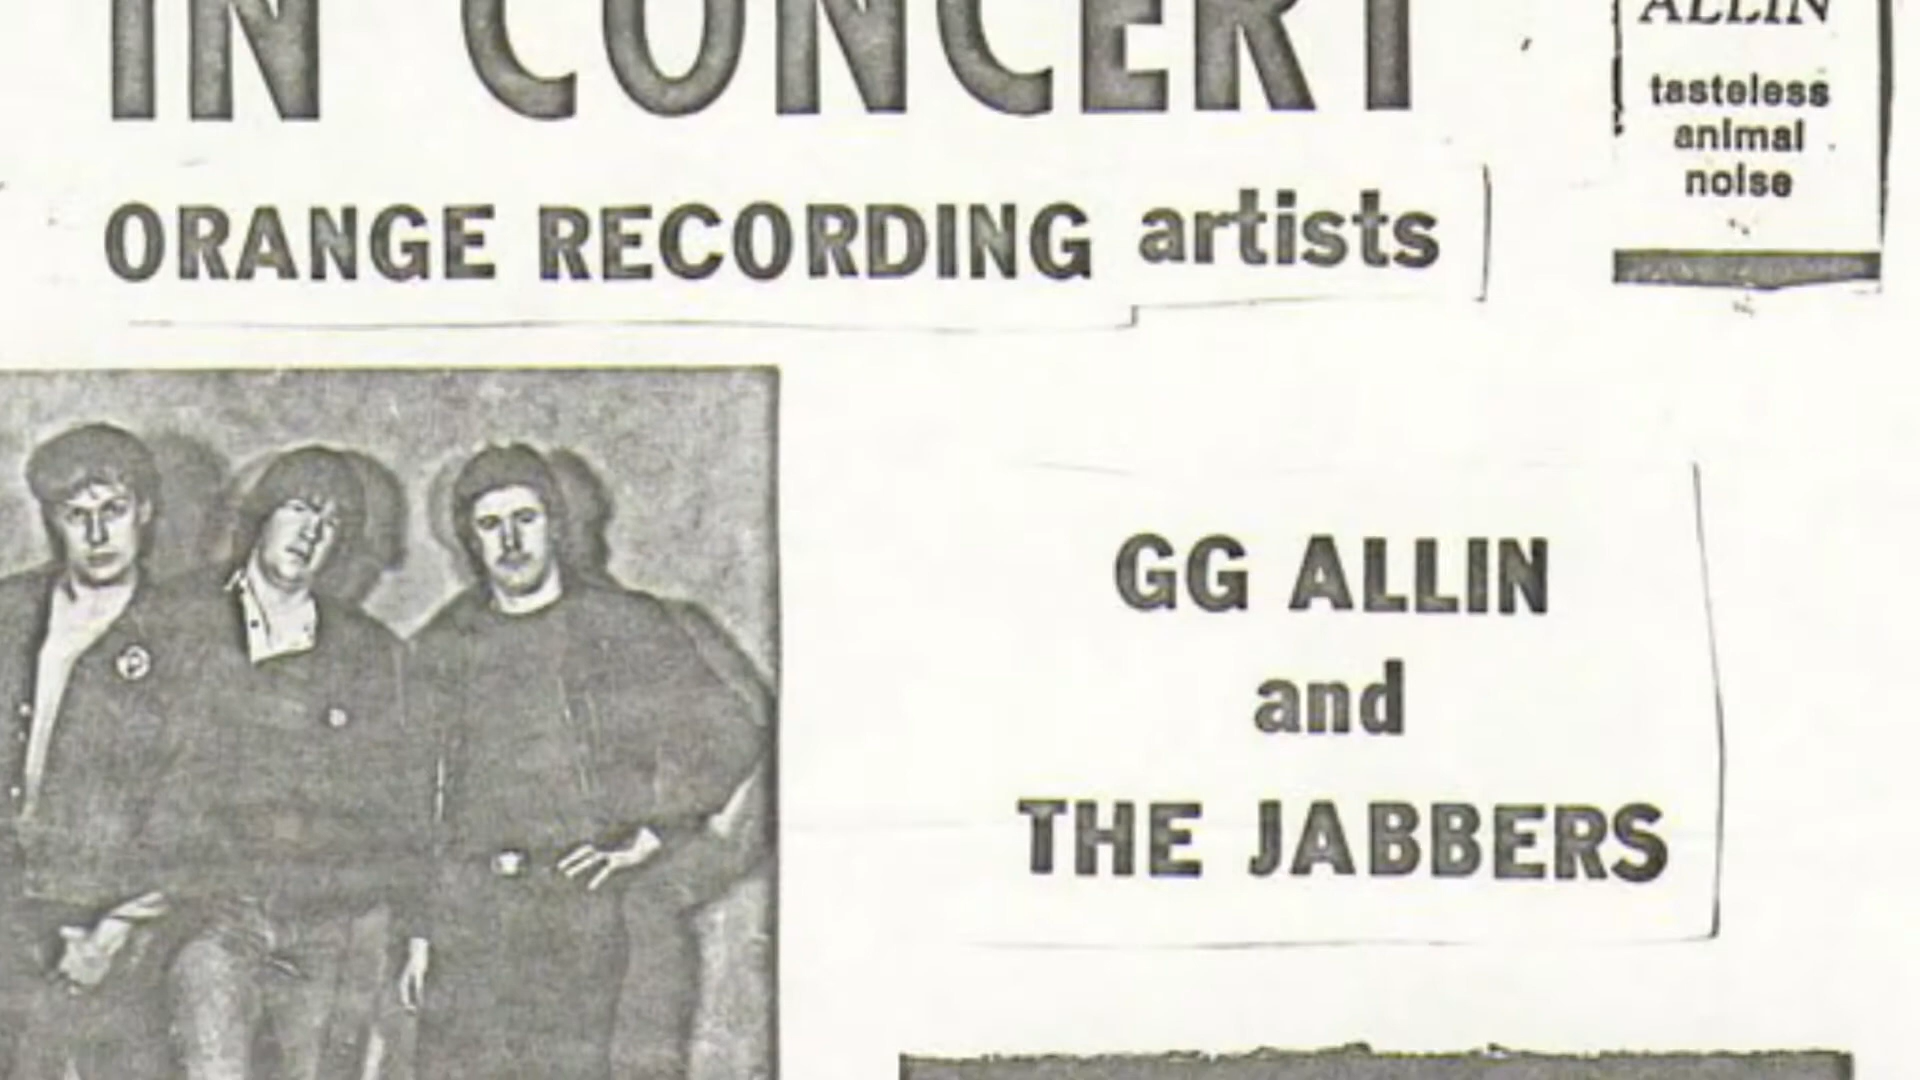 IN CONCERT
ALLIN
tasteless
animal
noise
ORANGE RECORDING artists
GG ALLIN
and
THE JABBERS